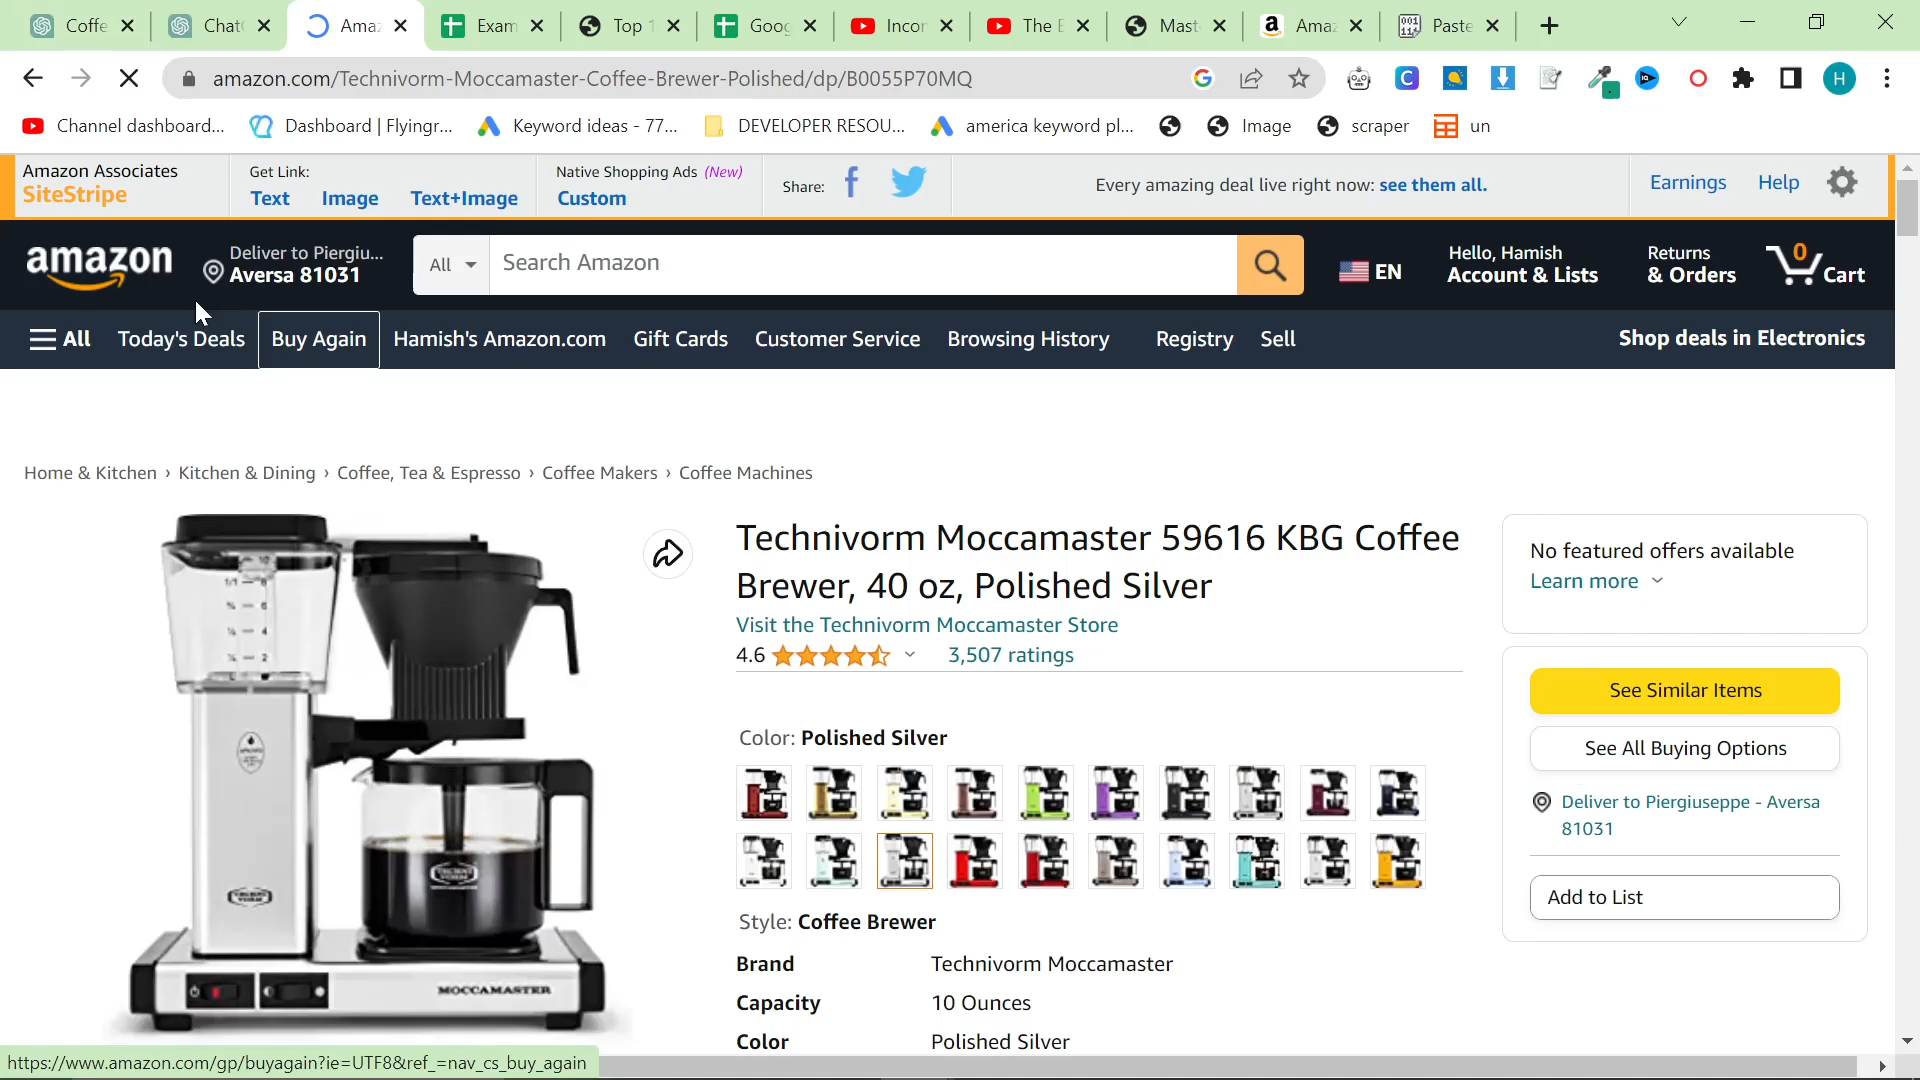 Coffe
Chat
Amaz
Exam
Top 1
Goog
Incor
The E
Mast
Amaz
Paste
amazon.com/Technivorm-Moccamaster-Coffee-Brewer-Polished/dp/B0055P70MQ
H
Channel dashboard...
Dashboard | Flyingr...
Keyword ideas - 77...
DEVELOPER RESOU...
america keyword pl...
Image
scraper
un
Amazon Associates
SiteStripe
Get Link:
Text Image Text+Image
Native Shopping Ads (New)
Custom
Share:
Every amazing deal live right now: see them all.
Earnings
Help
amazon
Deliver to Piergiu...
Aversa 81031
All
Search Amazon
EN
Hello, Hamish
Account & Lists
Returns
& Orders
0
Cart
All
Today's Deals
Buy Again
Hamish's Amazon.com
Gift Cards
Customer Service
Browsing History
Registry
Sell
Shop deals in Electronics
Home & Kitchen › Kitchen & Dining › Coffee, Tea & Espresso › Coffee Makers › Coffee Machines
Technivorm Moccamaster 59616 KBG Coffee
Brewer, 40 oz, Polished Silver
Visit the Technivorm Moccamaster Store
4.6
3,507 ratings
Color: Polished Silver
Style: Coffee Brewer
Brand Technivorm Moccamaster
Capacity 10 Ounces
Color Polished Silver
No featured offers available
Learn more
See Similar Items
See All Buying Options
Deliver to Piergiuseppe - Aversa
81031
Add to List
MOCCAMASTER
https://www.amazon.com/gp/buyagain?ie=UTF8&ref_=nav_cs_buy_again